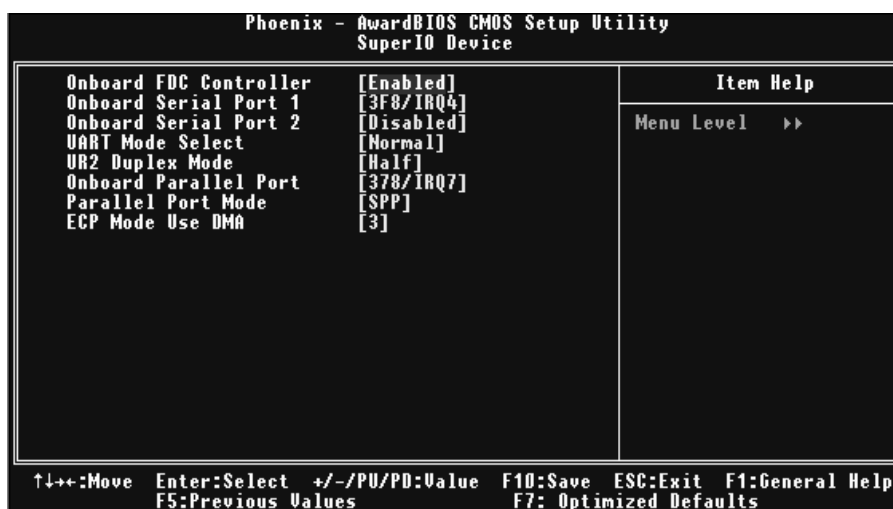 Phoenix - AwardBIOS CMOS Setup Utility
SuperIO Device
Onboard FDC Controller [Enabled]
Onboard Serial Port 1 [3F8/IRQ4]
Onboard Serial Port 2 [Disabled]
UART Mode Select [Normal]
UR2 Duplex Mode [Half]
Onboard Parallel Port [378/IRQ7]
Parallel Port Mode [SPP]
ECP Mode Use DMA [3]
Item Help
Menu Level ▸▸
↑↓→←:Move Enter:Select +/-/PU/PD:Value F10:Save ESC:Exit F1:General Help
F5:Previous Values F7: Optimized Defaults